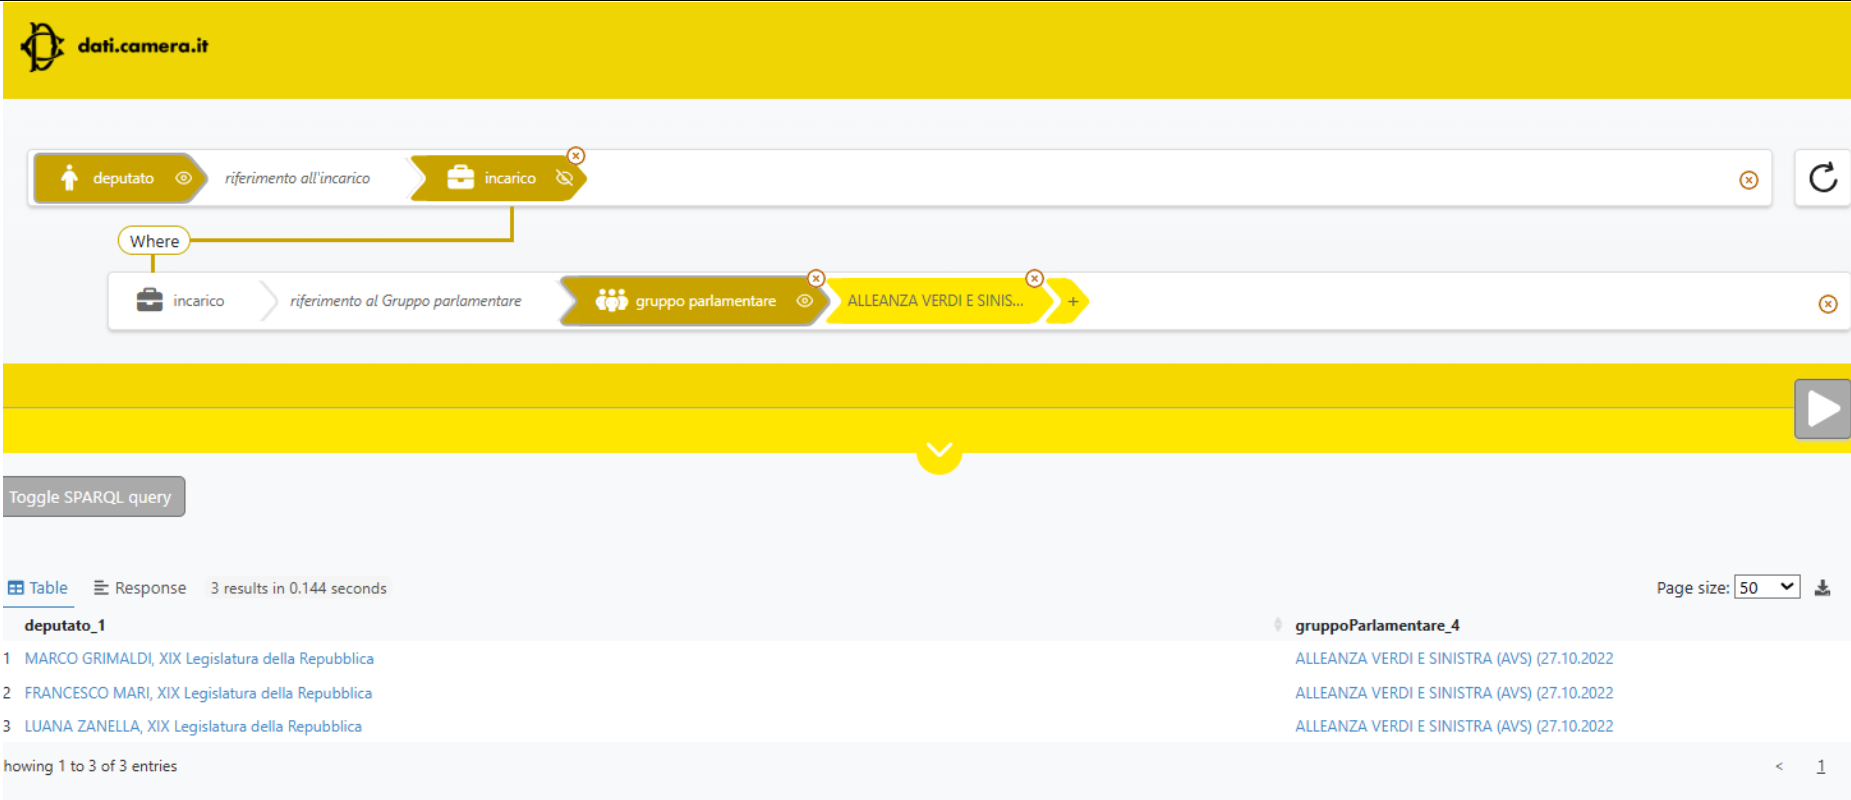 dati.camera.it
deputato riferimento all'incarico incarico
Where
incarico riferimento al Gruppo parlamentare gruppo parlamentare ALLEANZA VERDI E SINIS... +
Toggle SPARQL query
Table Response 3 results in 0.144 seconds Page size: 50
deputato_1 gruppoParlamentare_4
1 MARCO GRIMALDI, XIX Legislatura della Repubblica ALLEANZA VERDI E SINISTRA (AVS) (27.10.2022
2 FRANCESCO MARI, XIX Legislatura della Repubblica ALLEANZA VERDI E SINISTRA (AVS) (27.10.2022
3 LUANA ZANELLA, XIX Legislatura della Repubblica ALLEANZA VERDI E SINISTRA (AVS) (27.10.2022
howing 1 to 3 of 3 entries < 1